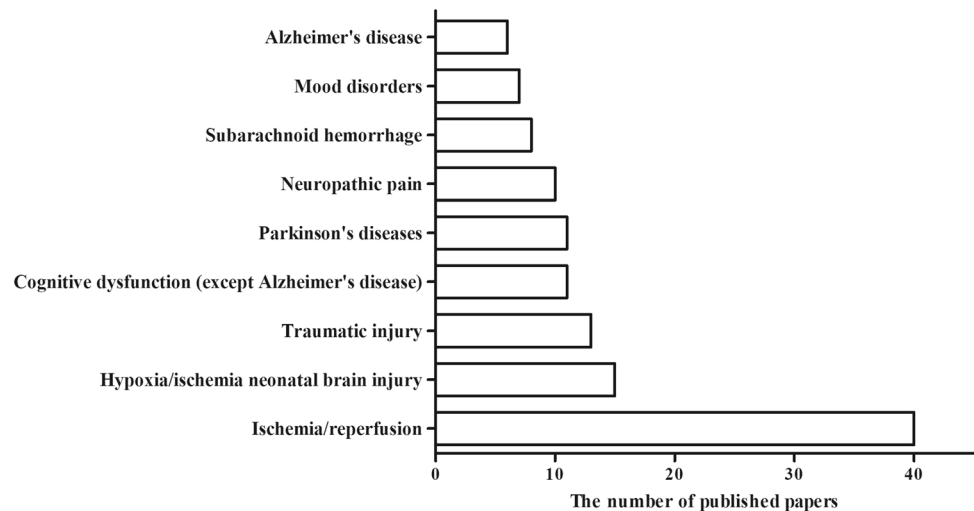 Alzheimer's disease
Mood disorders
Subarachnoid hemorrhage
Neuropathic pain
Parkinson's diseases
Cognitive dysfunction (except Alzheimer's disease)
Traumatic injury
Hypoxia/ischemia neonatal brain injury
Ischemia/reperfusion
0 10 20 30 40
The number of published papers